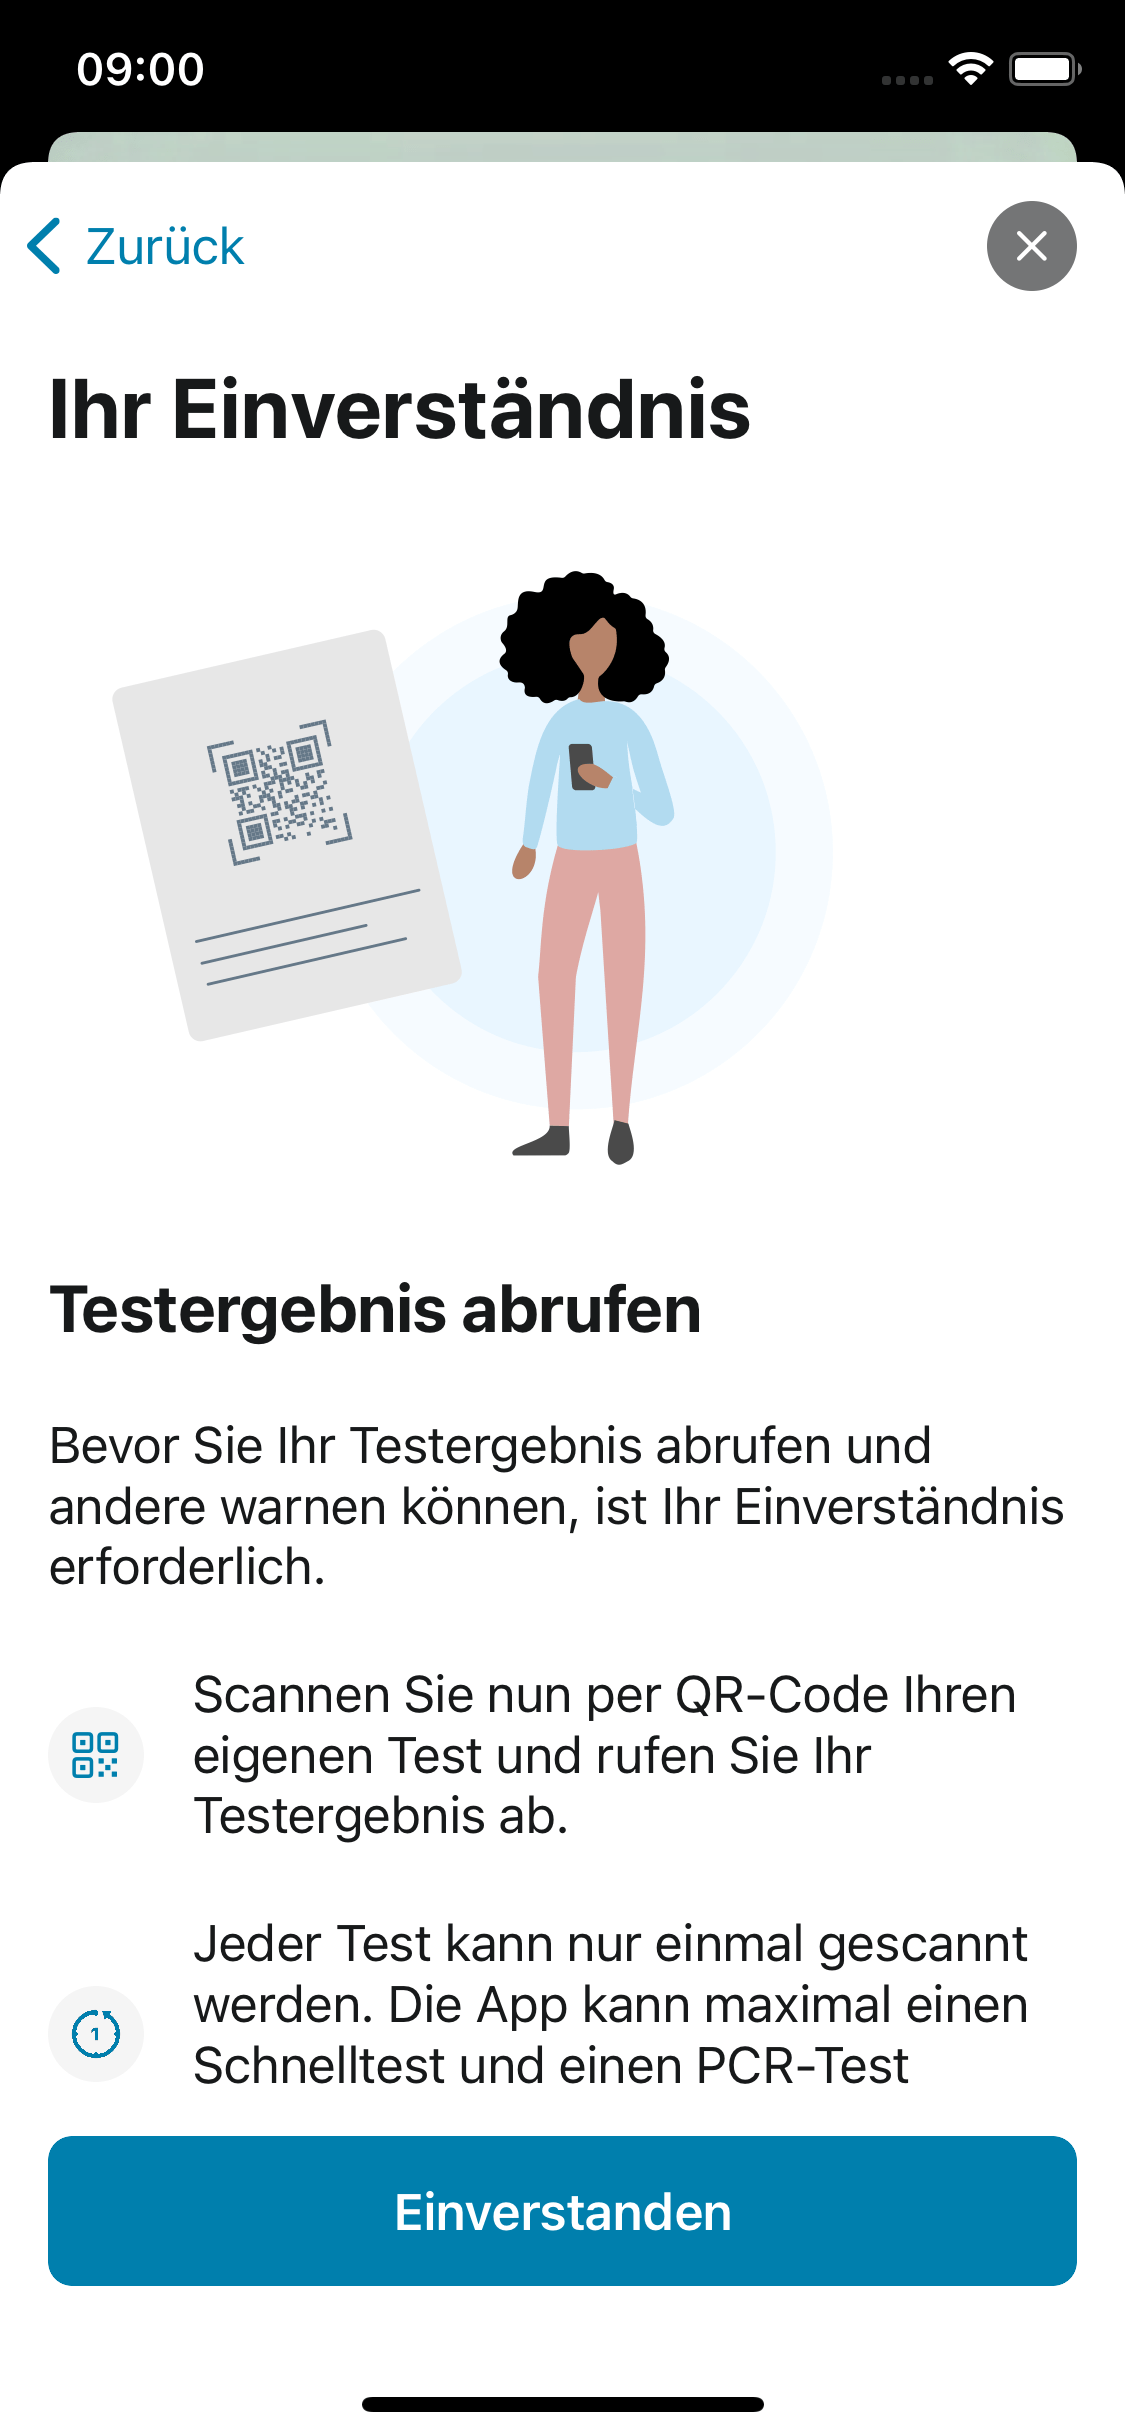 09:00
Zurück
Ihr Einverständnis
Testergebnis abrufen
Bevor Sie Ihr Testergebnis abrufen und
andere warnen können, ist Ihr Einverständnis
erforderlich.
Scannen Sie nun per QR-Code Ihren
eigenen Test und rufen Sie Ihr
Testergebnis ab.
1
Jeder Test kann nur einmal gescannt
werden. Die App kann maximal einen
Schnelltest und einen PCR-Test
Einverstanden